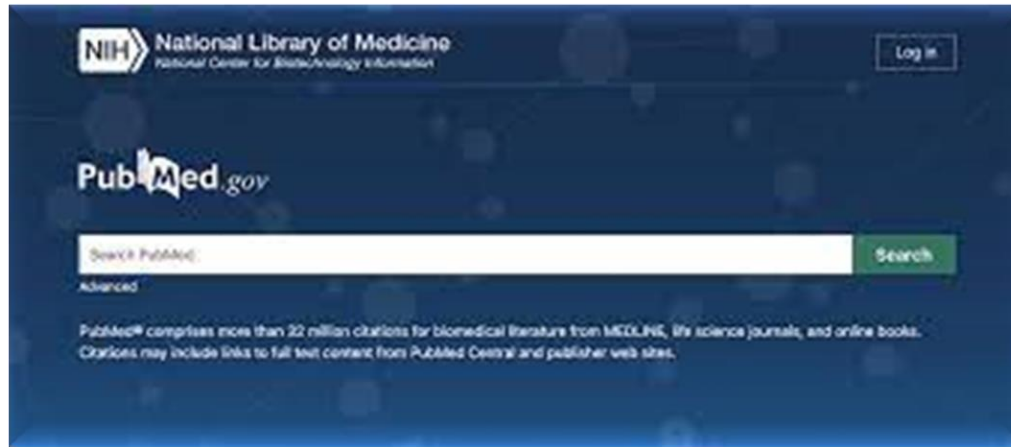 NIH National Library of Medicine
National Center for Biotechnology Information
Log in
PubMed.gov
Search PubMed
Search
Advanced
PubMed® comprises more than 32 million citations for biomedical literature from MEDLINE, life science journals, and online books.
Citations may include links to full text content from PubMed Central and publisher web sites.